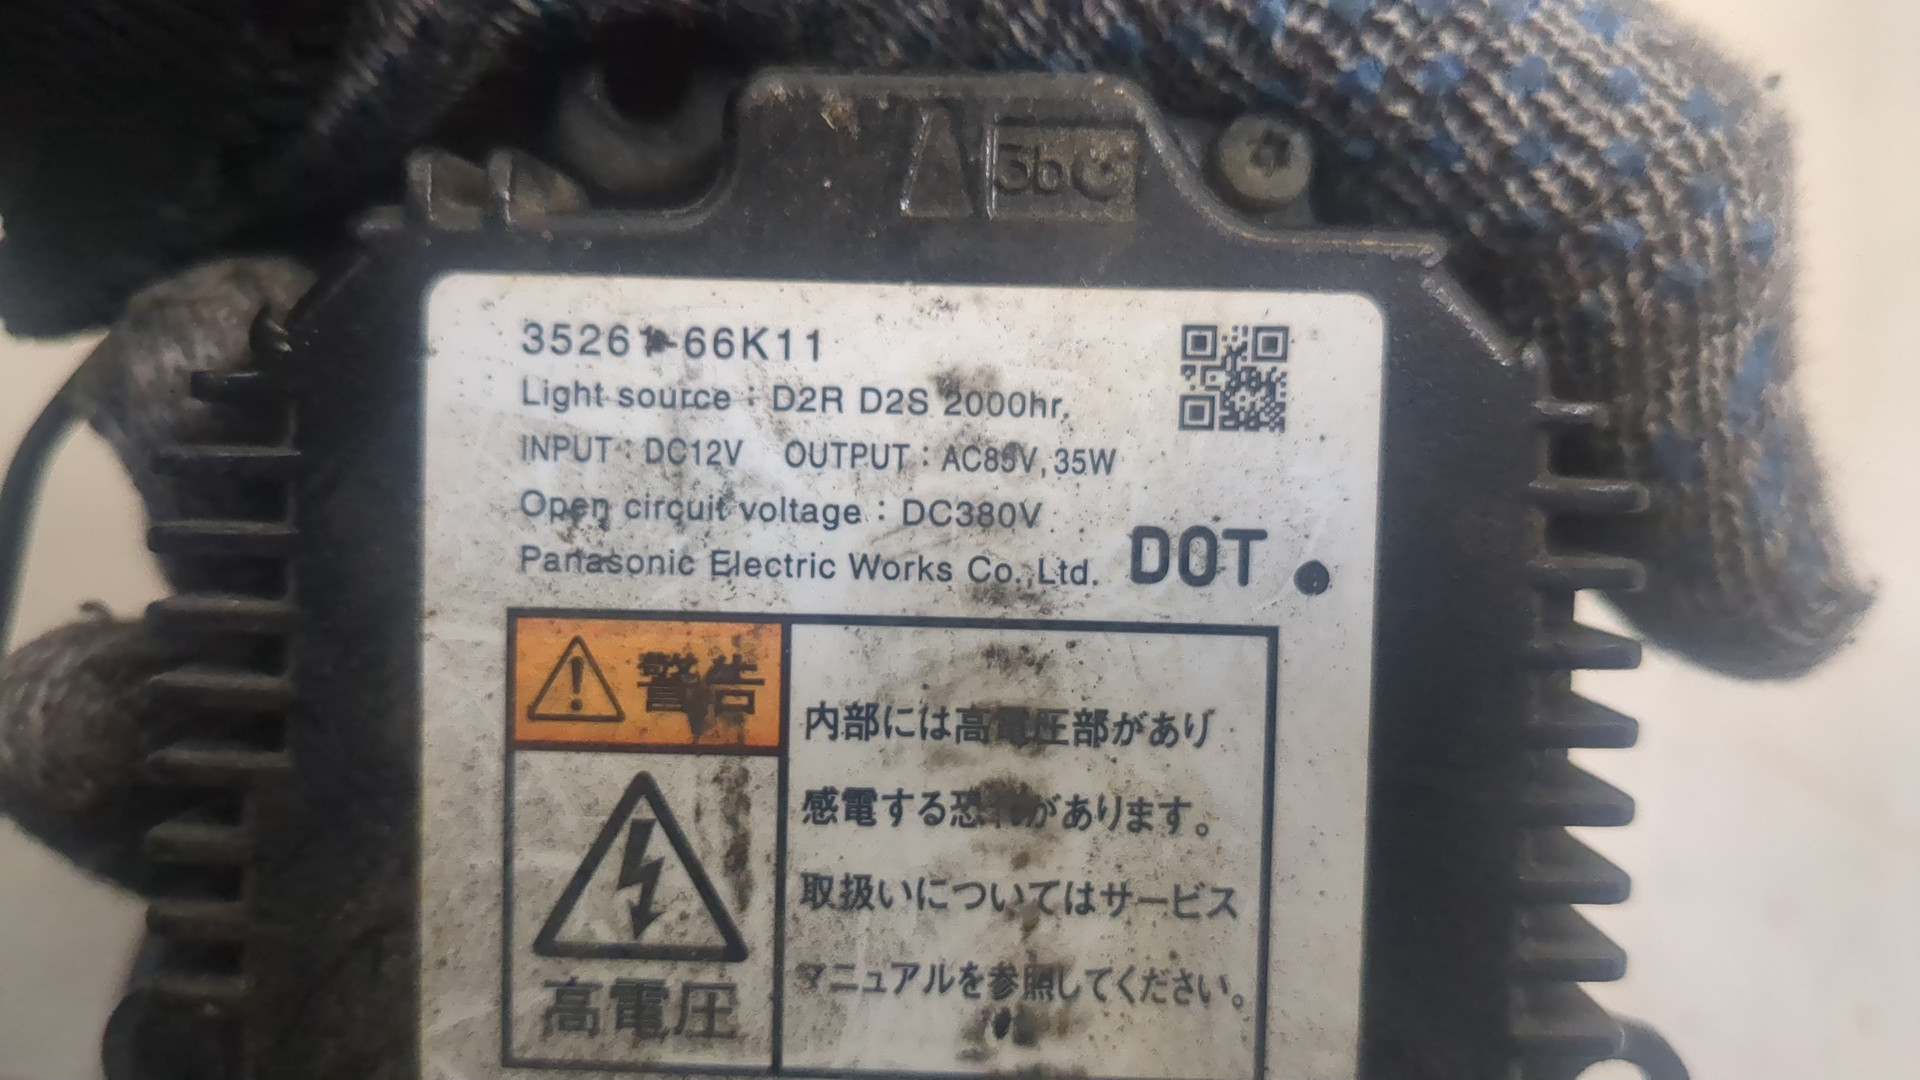 35261-66K11
Light source : D2R D2S 2000hr.
INPUT : DC12V OUTPUT : AC85V,35W
Open circuit voltage : DC380V
Panasonic Electric Works Co.,Ltd. DOT
警告
内部には高電圧部があり
感電する恐れがあります。
取扱いについてはサービス
マニュアルを参照してください。
高電圧